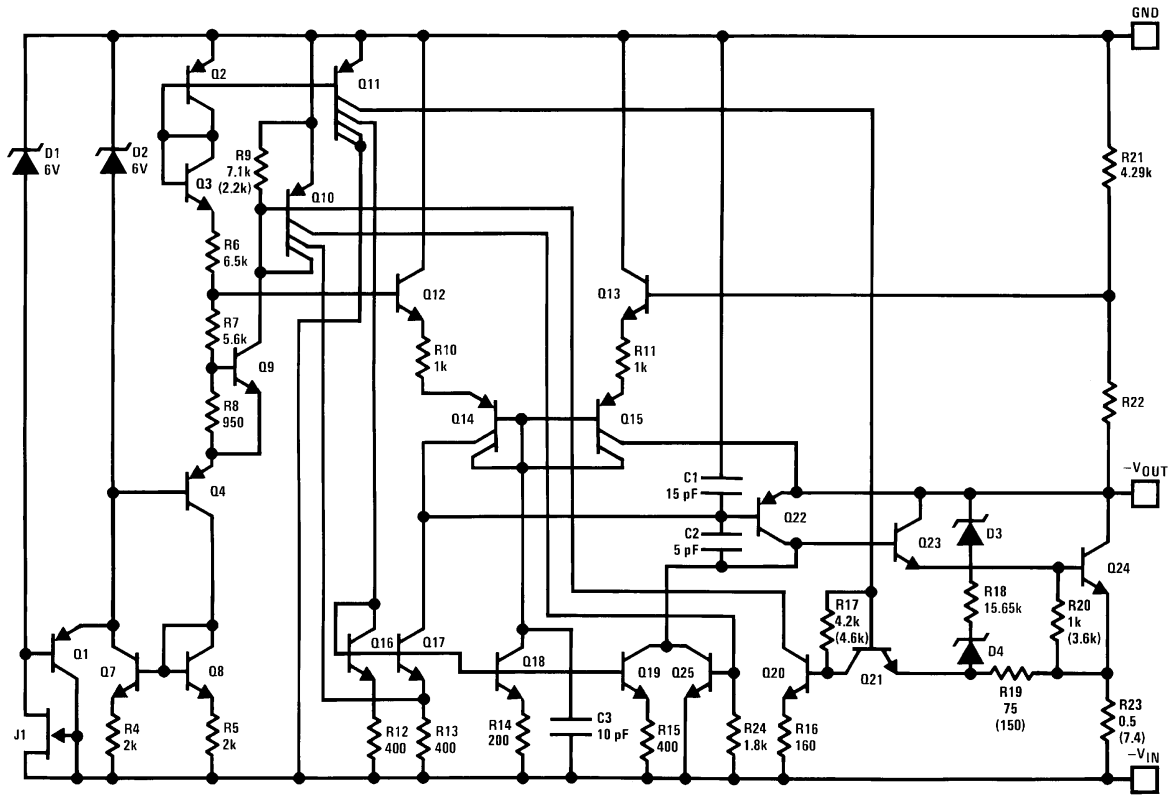 GND
Q2
Q11
D1
6V
D2
6V
R9
7.1k
(2.2k)
R21
4.29k
Q3
Q10
R6
6.5k
Q12
Q13
R7
5.6k
R10
1k
R11
1k
Q9
R8
950
R22
Q14
Q15
Q4
C1
15 pF
–VOUT
Q22
C2
5 pF
Q23
D3
Q24
R18
15.65k
R17
4.2k
(4.6k)
R20
1k
(3.6k)
Q1
Q7
Q8
Q16
Q17
Q18
Q19
Q25
Q20
Q21
D4
R19
75
(150)
R23
0.5
(7.4)
J1
R4
2k
R5
2k
R12
400
R13
400
R14
200
C3
10 pF
R15
400
R24
1.8k
R16
160
–VIN